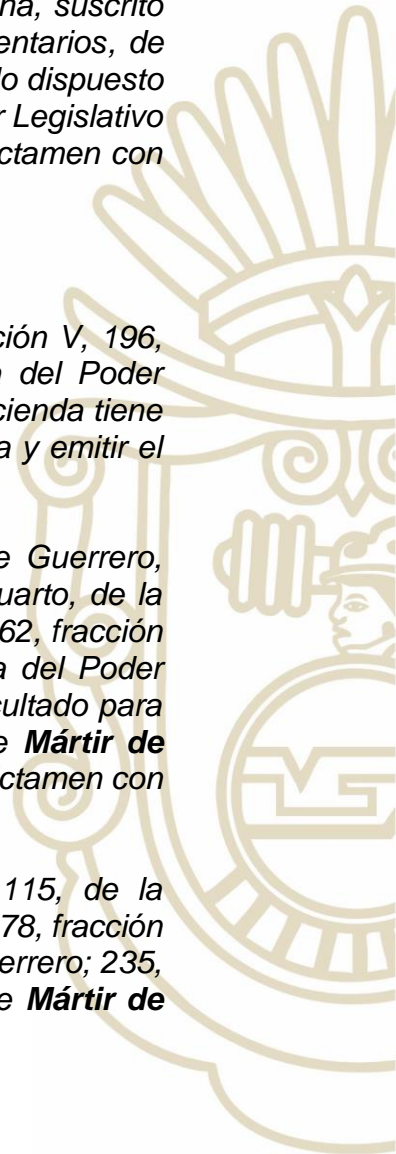 na, suscrito
entarios, de
lo dispuesto
r Legislativo
ctamen con
ción V, 196,
del Poder
cienda tiene
a y emitir el
e Guerrero,
uarto, de la
62, fracción
a del Poder
cultado para
e Mártir de
ctamen con
115, de la
78, fracción
uerrero; 235,
e Mártir de